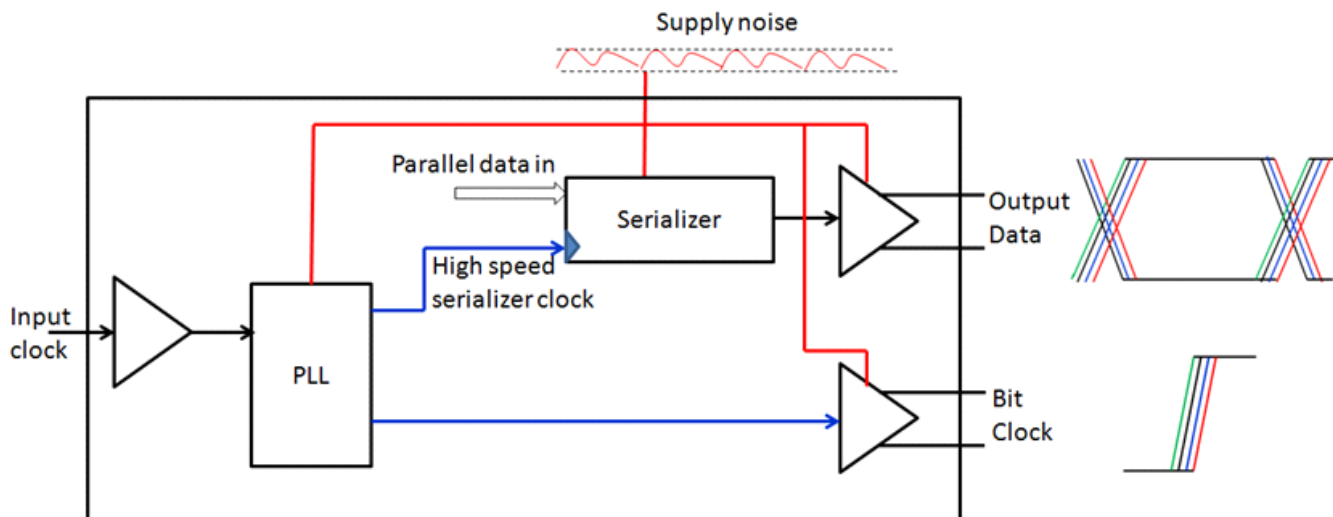 Supply noise
Parallel data in
Serializer
Output
Data
High speed
serializer clock
Input
clock
PLL
Bit
Clock